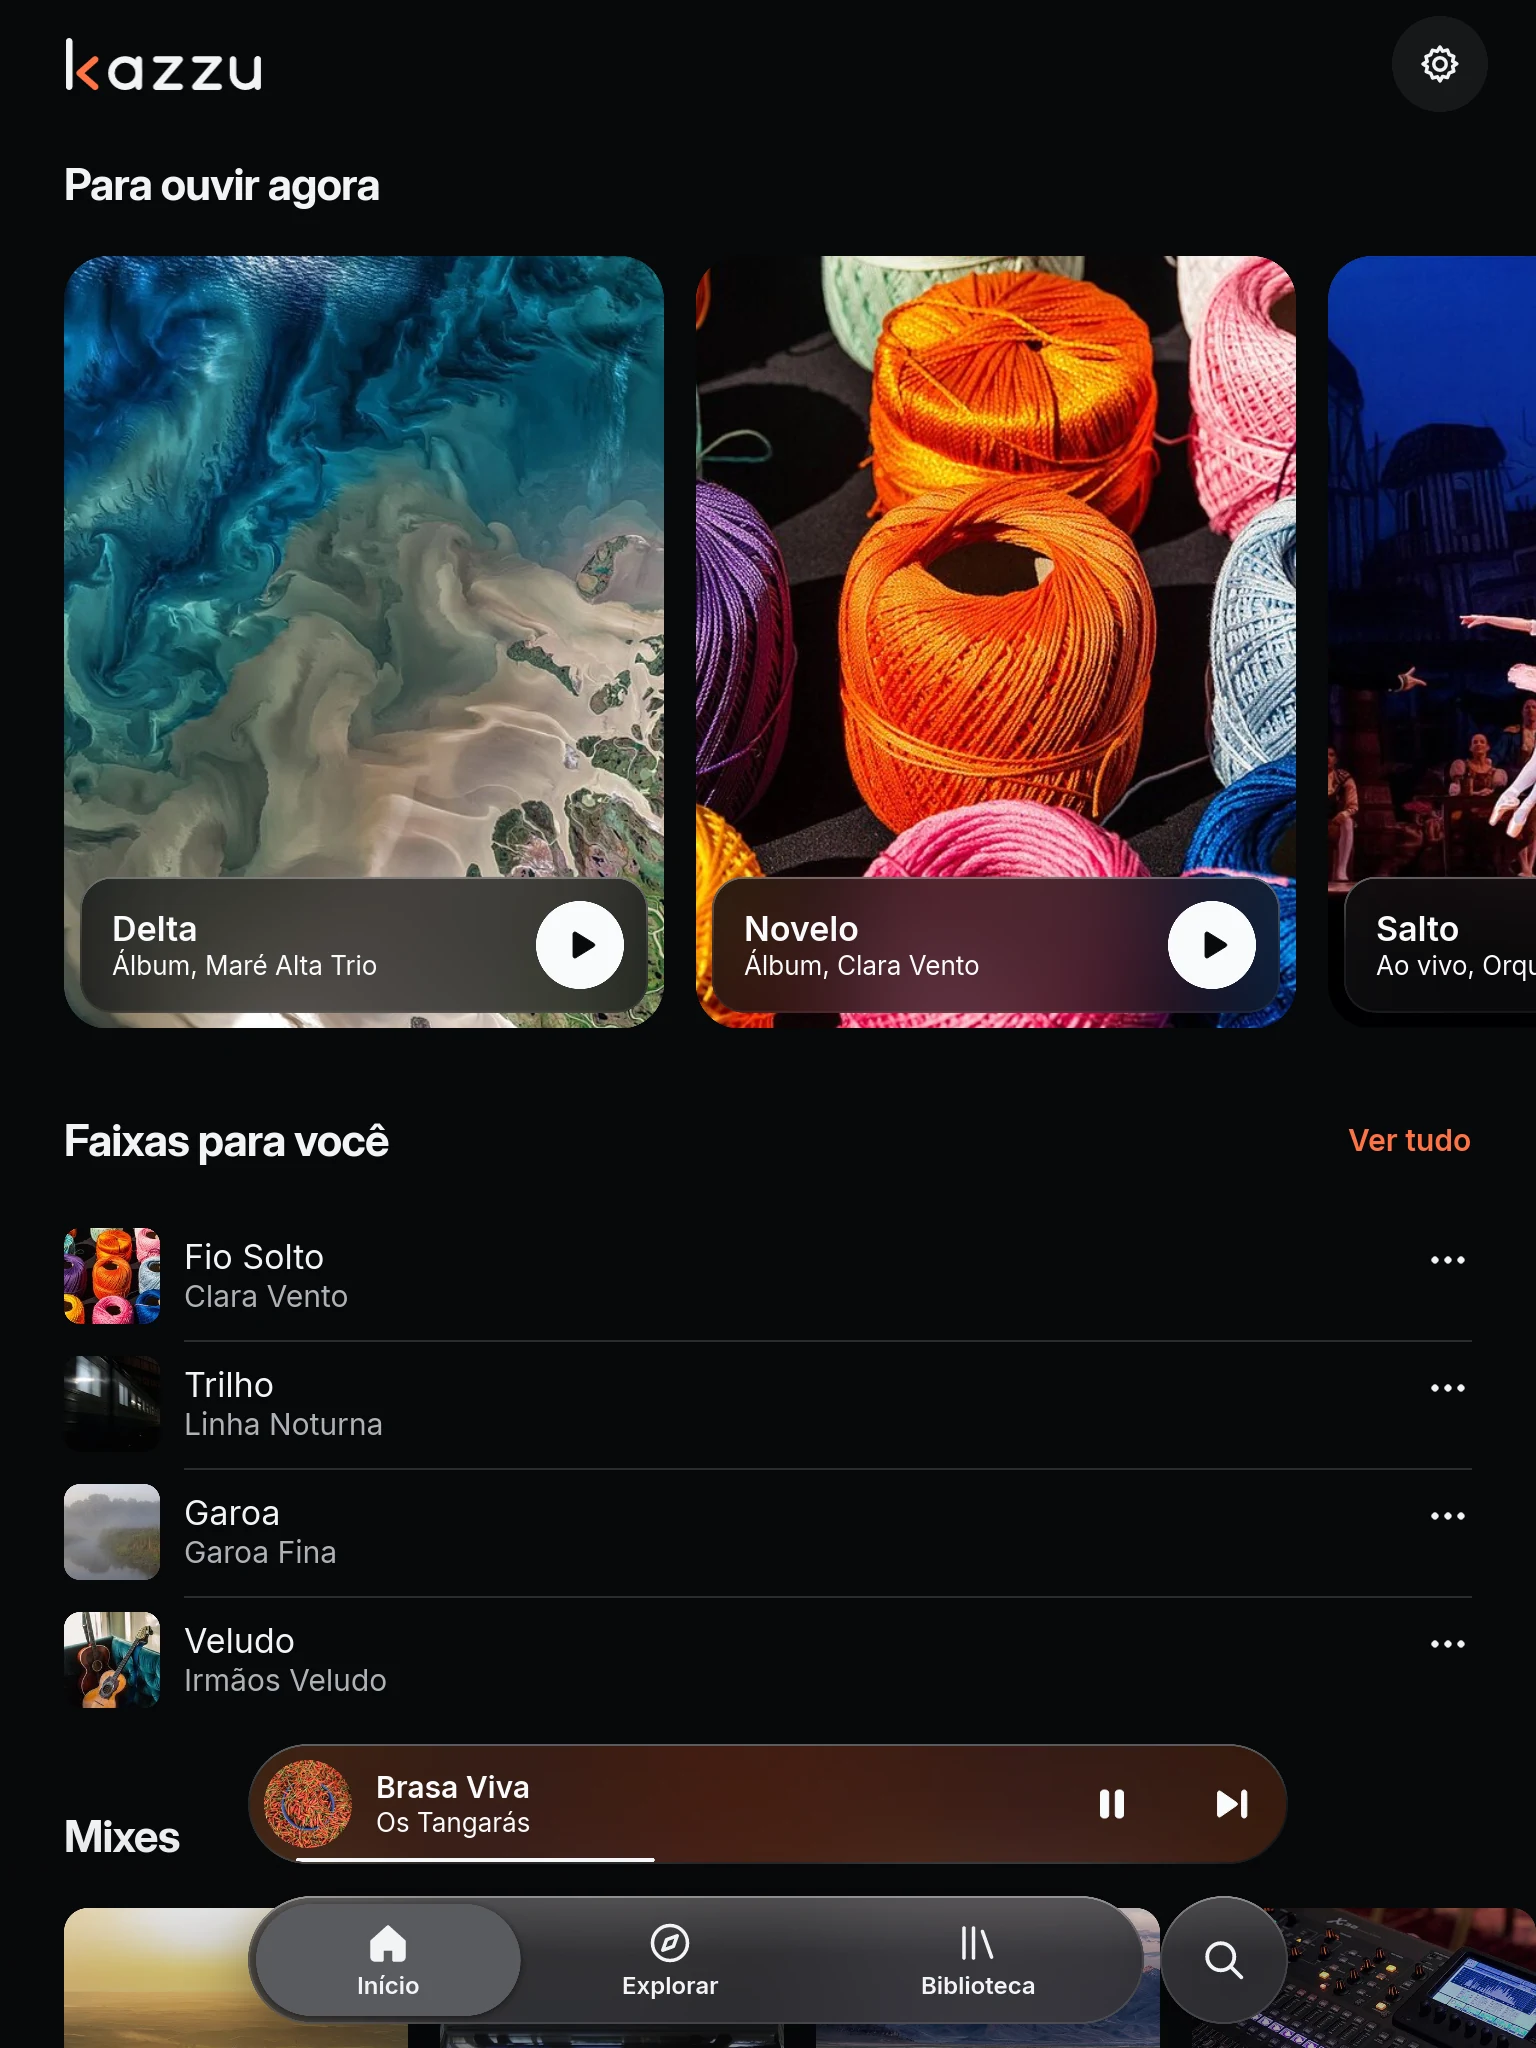 kazzu
Para ouvir agora
Delta
Álbum, Maré Alta Trio
Novelo
Álbum, Clara Vento
Salto
Ao vivo,
Faixas para você
Ver tudo
Fio Solto
Clara Vento
Trilho
Linha Noturna
Garoa
Garoa Fina
Veludo
Irmãos Veludo
Brasa Viva
Os Tangarás
Mixes
Início
Explorar
Biblioteca